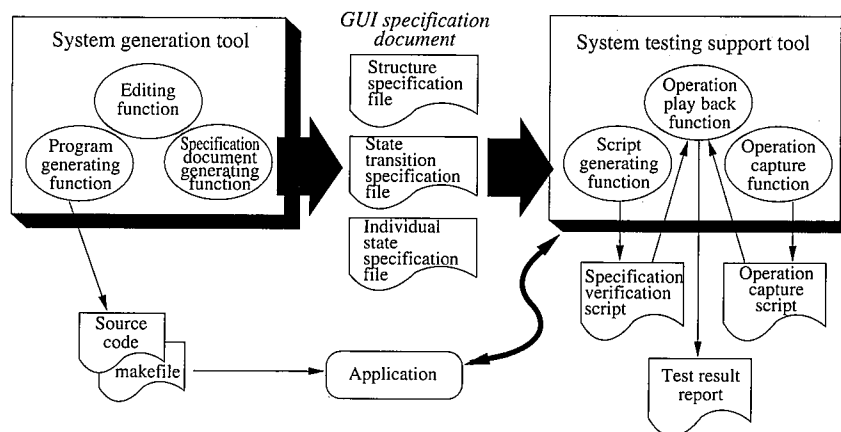 System generation tool
Editing
function
Program
generating
function
Specification
document
generating
function
GUI specification
document
Structure
specification
file
State
transition
specification
file
Individual
state
specification
file
System testing support tool
Operation
play back
function
Script
generating
function
Operation
capture
function
Specification
verification
script
Operation
capture
script
Source
code
makefile
Application
Test result
report